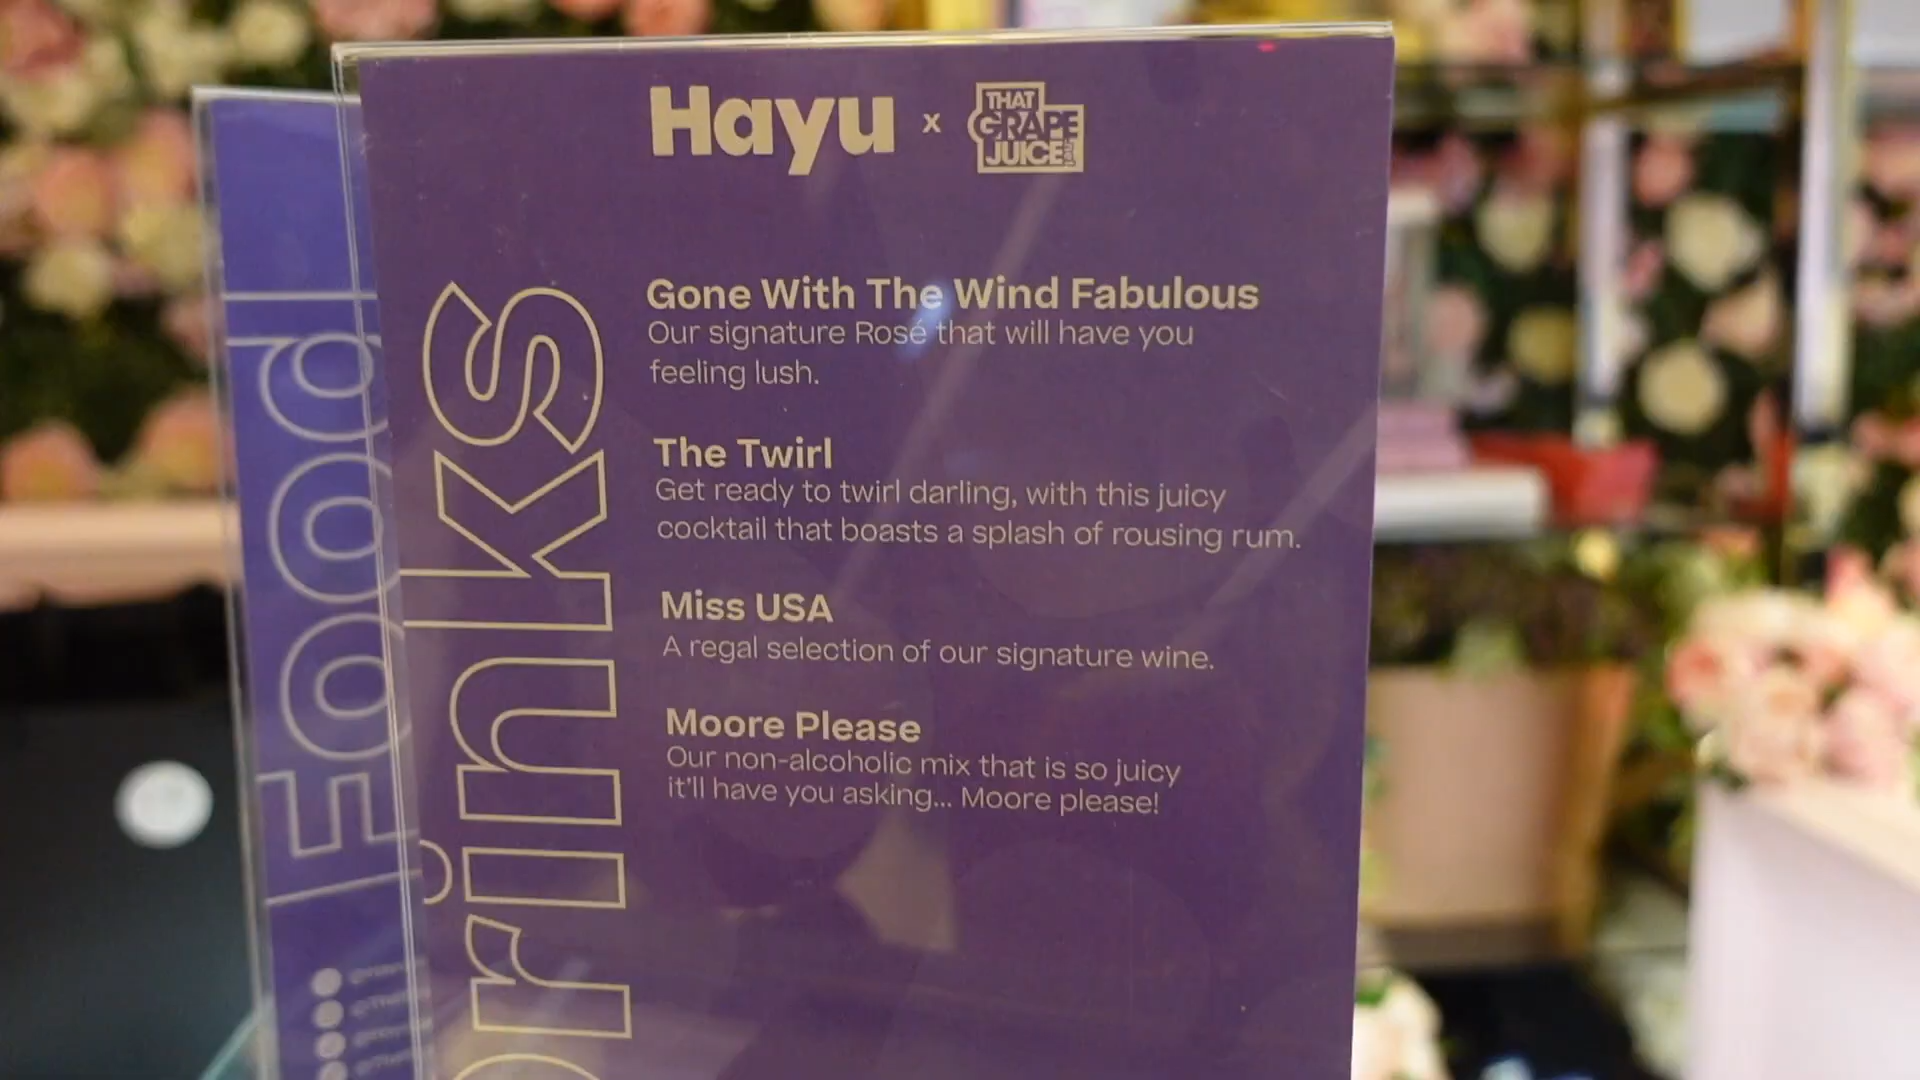 Hayu x THAT GRAPE JUICE .net
Drinks
Gone With The Wind Fabulous
Our signature Rosé that will have you
feeling lush.
The Twirl
Get ready to twirl darling, with this juicy
cocktail that boasts a splash of rousing rum.
Miss USA
A regal selection of our signature wine.
Moore Please
Our non-alcoholic mix that is so juicy
it'll have you asking... Moore please!
Food